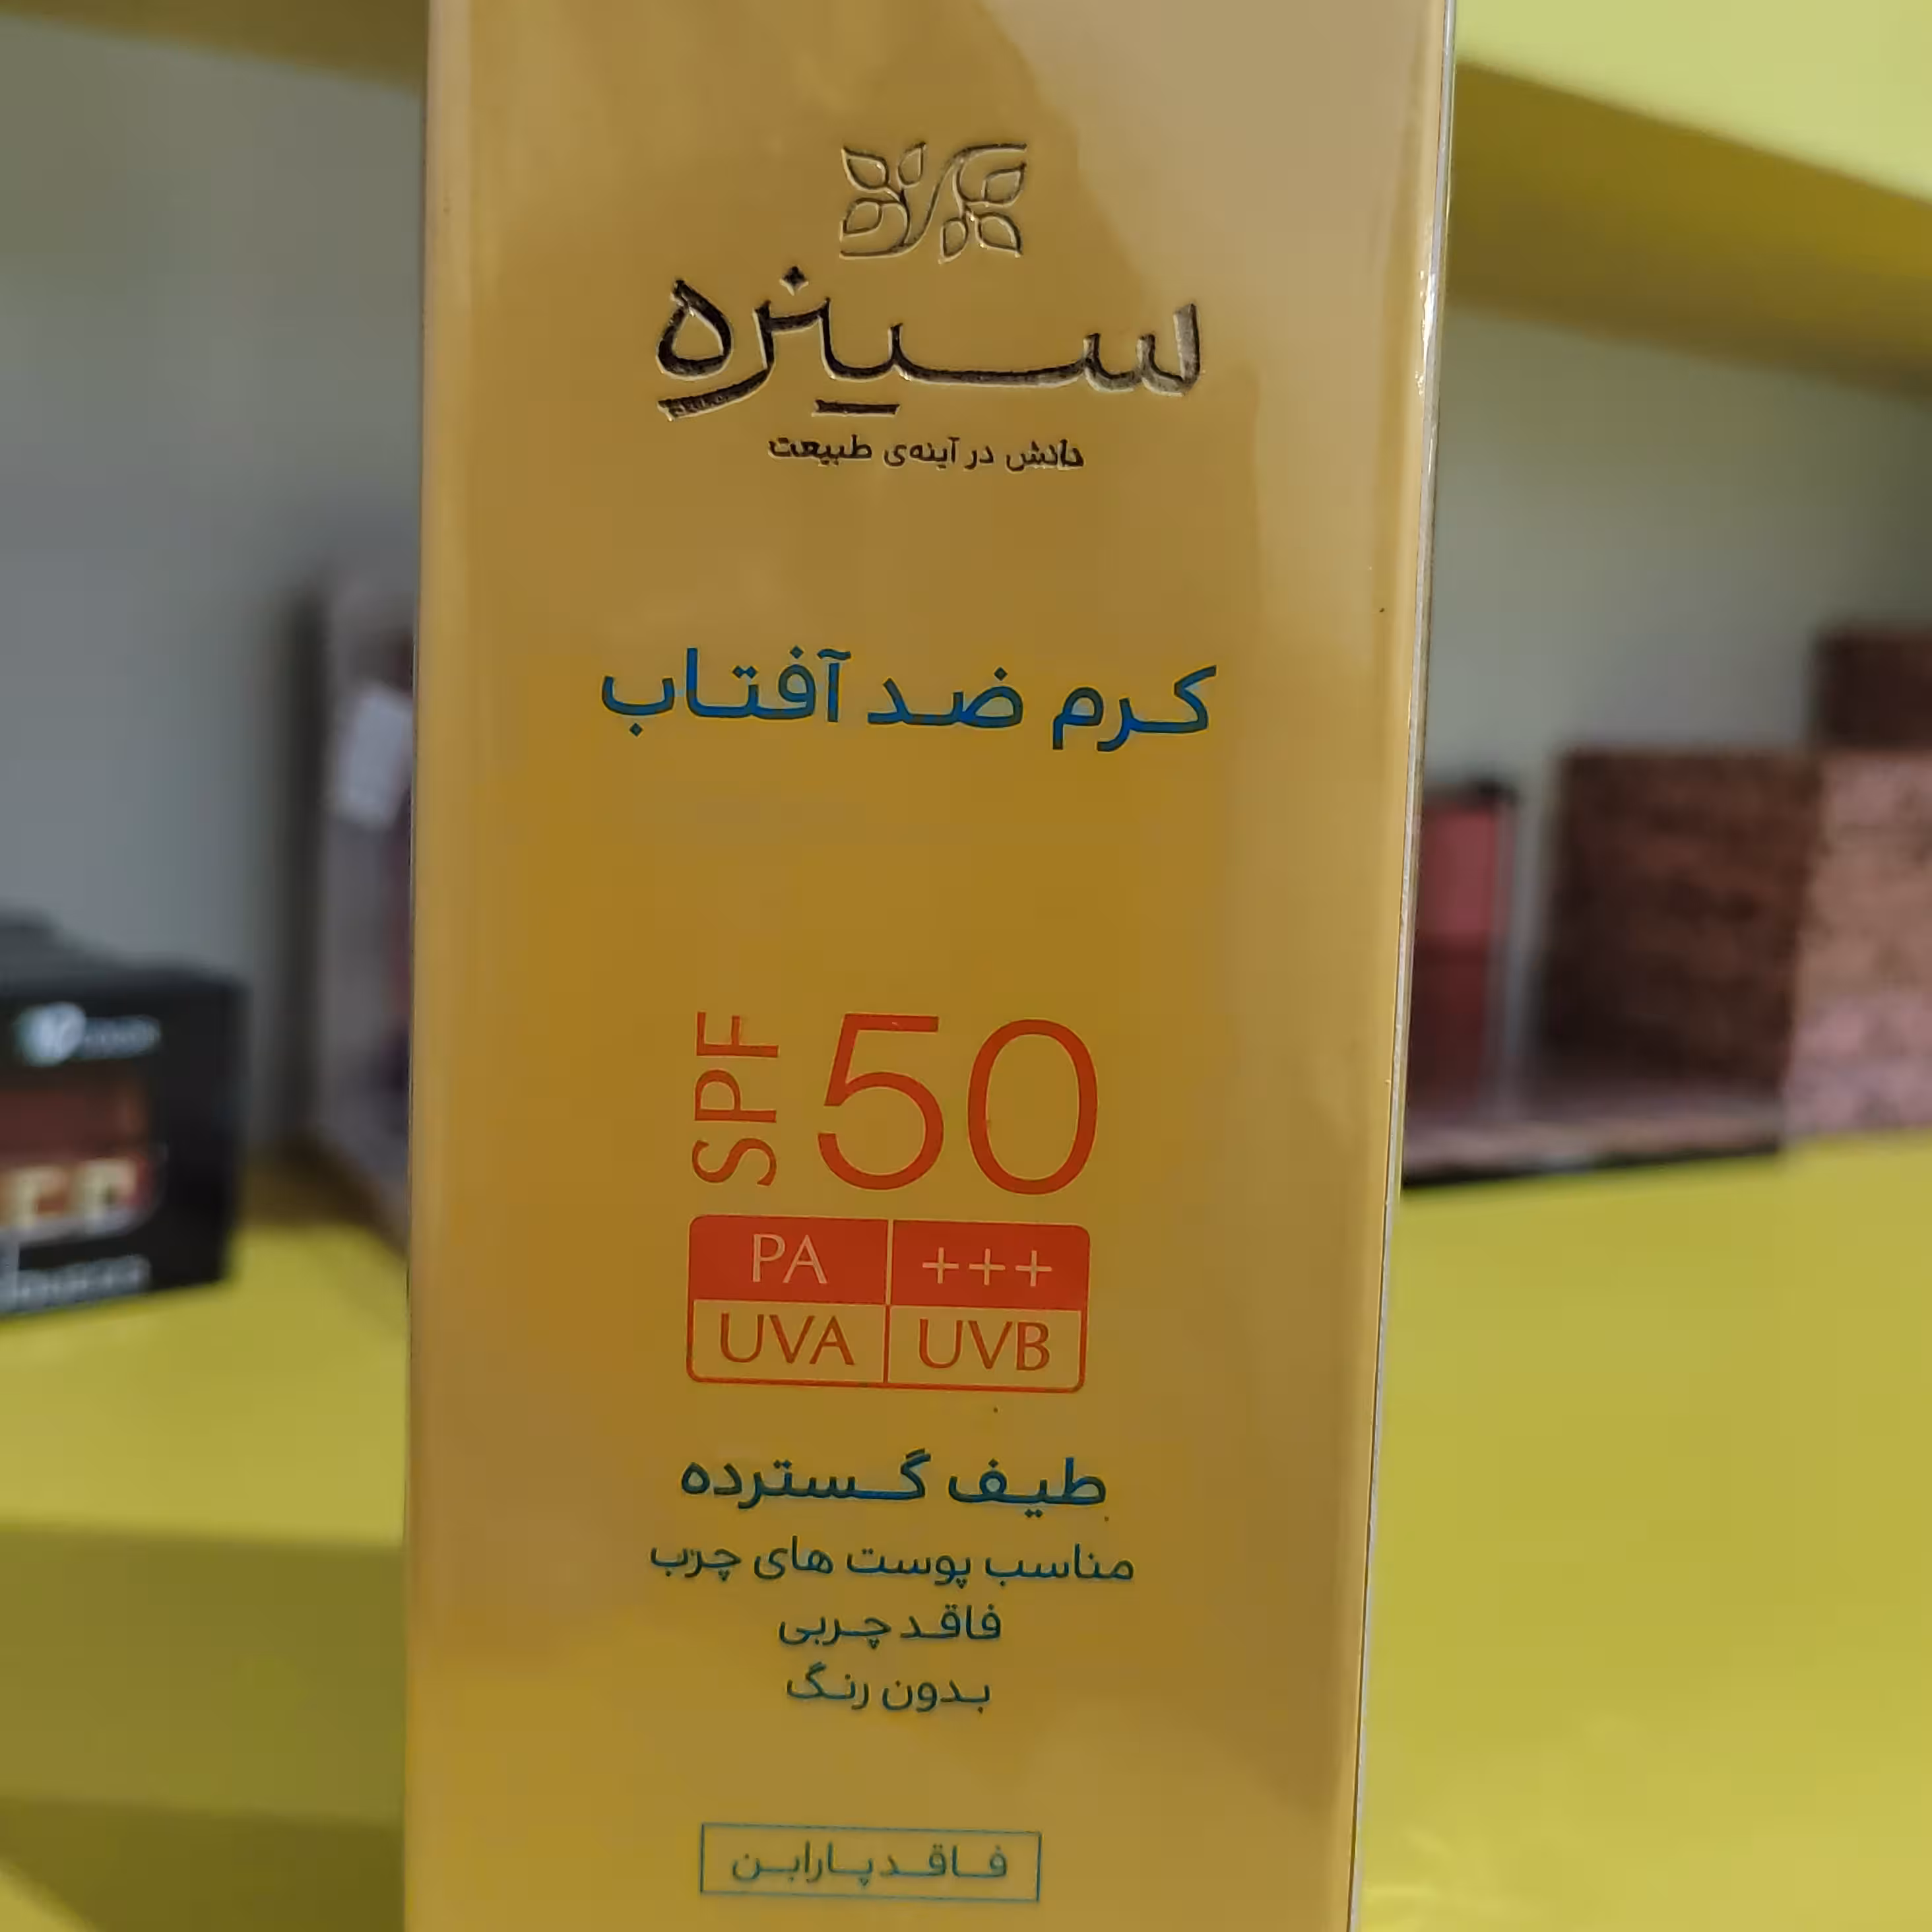 سینره
دانش در آینه‌ی طبیعت
کرم ضد آفتاب
SPF 50
PA +++
UVA UVB
طیف گسترده
مناسب پوست های چرب
فاقد چربی
بدون رنگ
فاقد پارابن